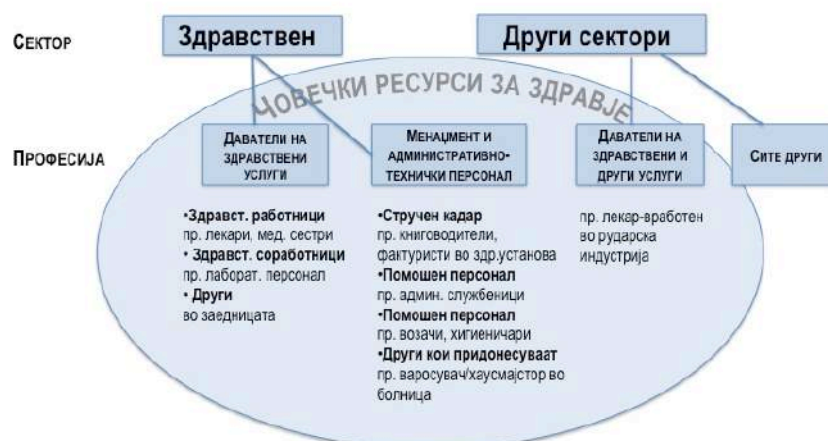 СЕКТОР
Здравствен
Други сектори
ЧОВЕЧКИ РЕСУРСИ ЗА ЗДРАВЈЕ
ПРОФЕСИЈА
ДАВАТЕЛИ НА
ЗДРАВСТВЕНИ
УСЛУГИ
МЕНАЏМЕНТ И
АДМИНИСТРАТИВНО-
ТЕХНИЧКИ ПЕРСОНАЛ
ДАВАТЕЛИ НА
ЗДРАВСТВЕНИ И
ДРУГИ УСЛУГИ
СИТЕ ДРУГИ
•Здравст. работници
пр. лекари, мед. сестри
• Здравст. соработници
пр. лаборат. персонал
• Други
во заедницата
•Стручен кадар
пр. книговодители,
фактуристи во здр.установа
•Помошен персонал
пр. админ. службеници
•Помошен персонал
пр. возачи, хигиеничари
•Други кои придонесуваат
пр. варосувач/хаусмајстор во
болница
пр. лекар-вработен
во рударска
индустрија